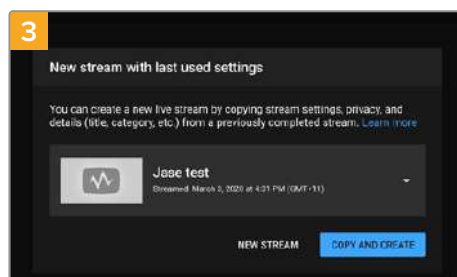 3
New stream with last used settings
You can create a new live stream by copying stream settings, privacy, and
details (title, category, etc.) from a previously completed stream. Learn more
Jase test
Streamed March 3, 2020 at 4:31 PM (GMT+11)
NEW STREAM COPY AND CREATE